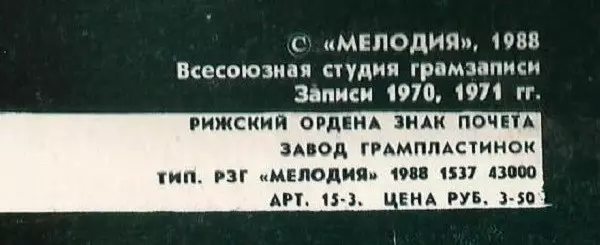 © «МЕЛОДИЯ», 1988
Всесоюзная студия грамзаписи
Записи 1970, 1971 гг.
РИЖСКИЙ ОРДЕНА ЗНАК ПОЧЕТА
ЗАВОД ГРАМПЛАСТИНОК
ТИП. РЗГ «МЕЛОДИЯ» 1988 1537 43000
АРТ. 15-3. ЦЕНА РУБ. 3-50